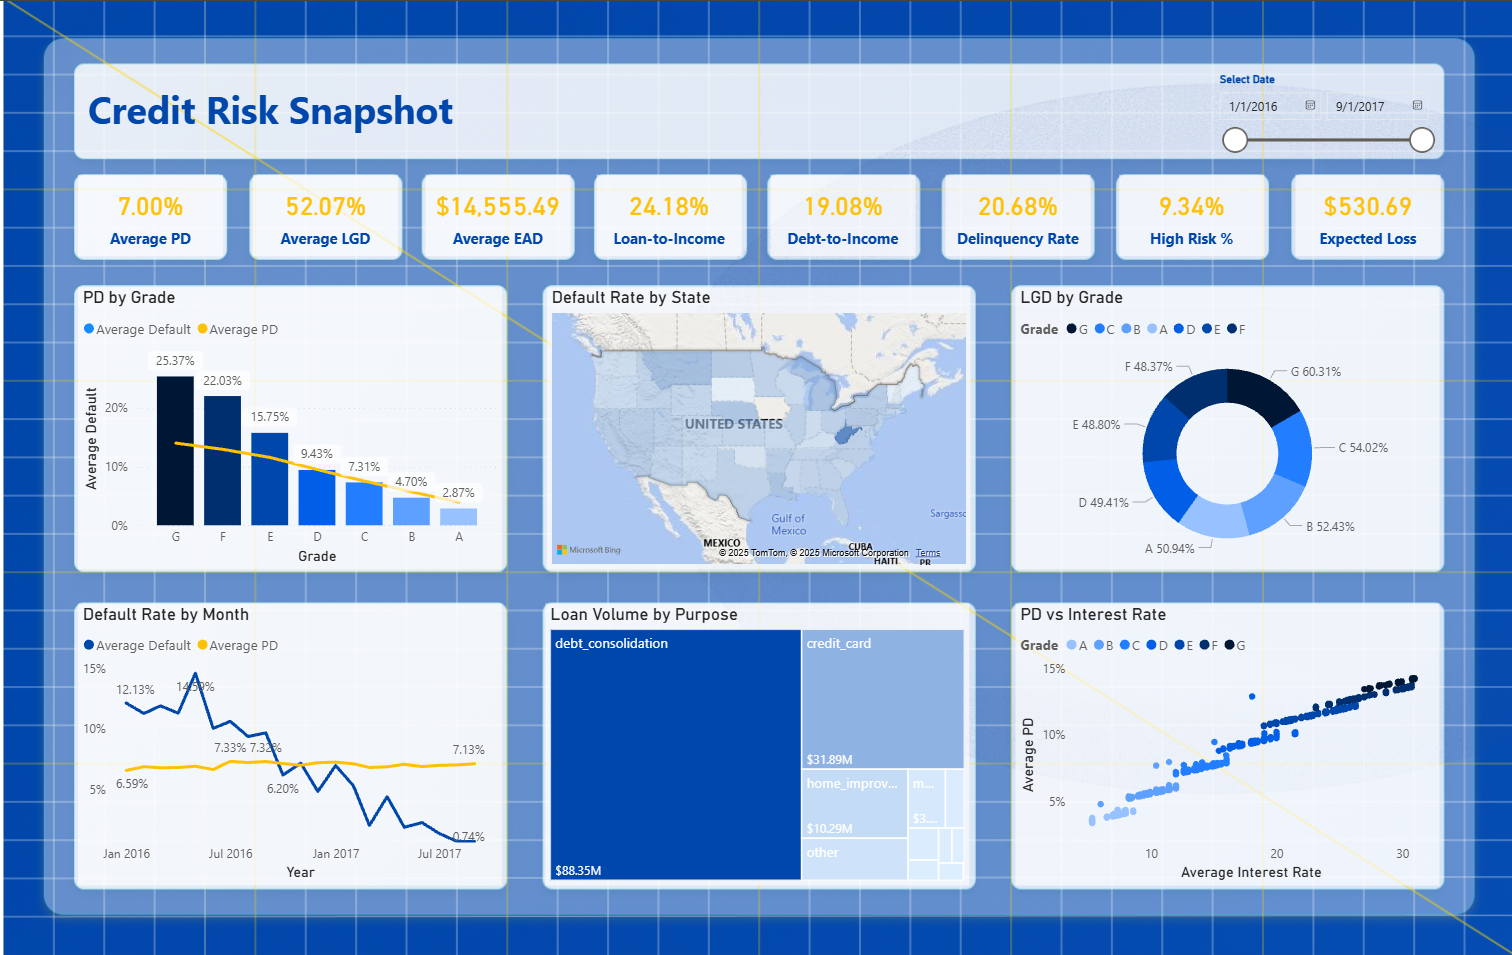 Credit Risk Snapshot
Select Date
1/1/2016
9/1/2017
7.00%
Average PD
52.07%
Average LGD
$14,555.49
Average EAD
24.18%
Loan-to-Income
19.08%
Debt-to-Income
20.68%
Delinquency Rate
9.34%
High Risk %
$530.69
Expected Loss
PD by Grade
Average Default Average PD
25.37%
22.03%
15.75%
9.43%
7.31%
4.70%
2.87%
20%
10%
0%
Average Default
G F E D C B A
Grade
Default Rate by State
UNITED STATES
Gulf of
Mexico
Sargasso
MEXICO
CUBA
HAITI
PR
Microsoft Bing
© 2025 TomTom, © 2025 Microsoft Corporation Terms
LGD by Grade
Grade G C B A D E F
F 48.37%
G 60.31%
E 48.80%
C 54.02%
D 49.41%
B 52.43%
A 50.94%
Default Rate by Month
Average Default Average PD
15%
10%
5%
12.13%
14.59%
7.33% 7.32%
7.13%
6.59%
6.20%
0.74%
Jan 2016 Jul 2016 Jan 2017 Jul 2017
Year
Loan Volume by Purpose
debt_consolidation
$88.35M
credit_card
$31.89M
home_improv...
$10.29M
m...
$3....
other
PD vs Interest Rate
Grade A B C D E F G
15%
10%
5%
Average PD
10 20 30
Average Interest Rate